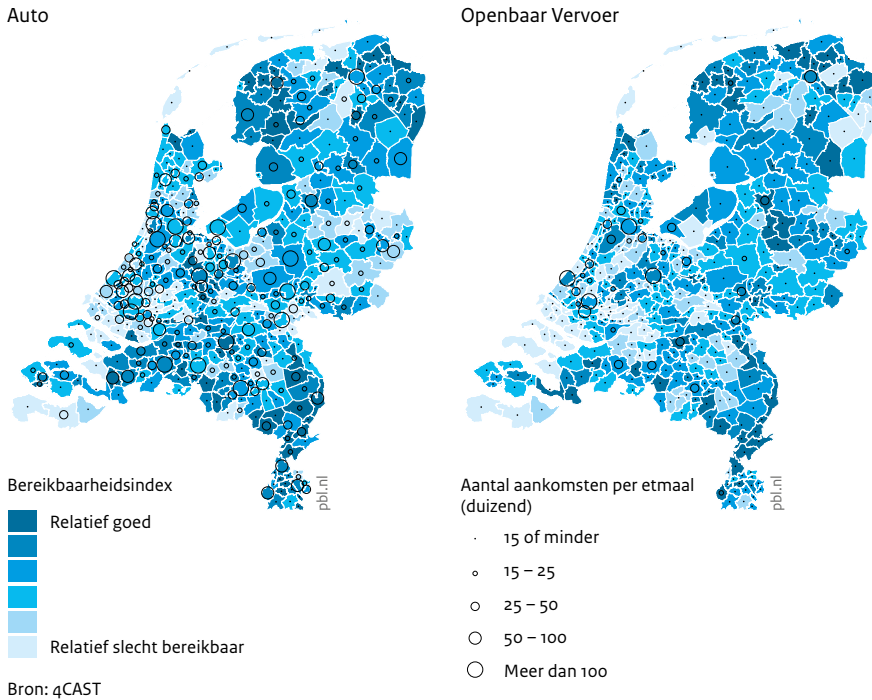 Auto
Openbaar Vervoer
pbl.nl
pbl.nl
Bereikbaarheidsindex
Relatief goed
Relatief slecht bereikbaar
Aantal aankomsten per etmaal
(duizend)
15 of minder
15 – 25
25 – 50
50 – 100
Meer dan 100
Bron: 4CAST